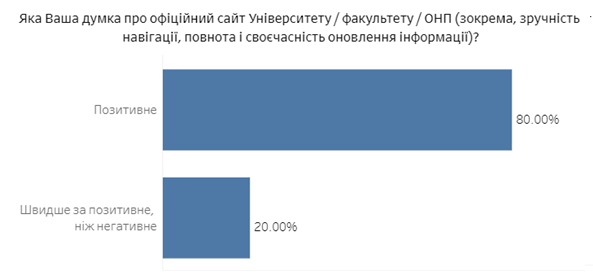 Яка Ваша думка про офіційний сайт Університету / факультету / ОНП (зокрема, зручність
навігації, повнота і своєчасність оновлення інформації)?
Позитивне
80.00%
Швидше за позитивне,
ніж негативне
20.00%